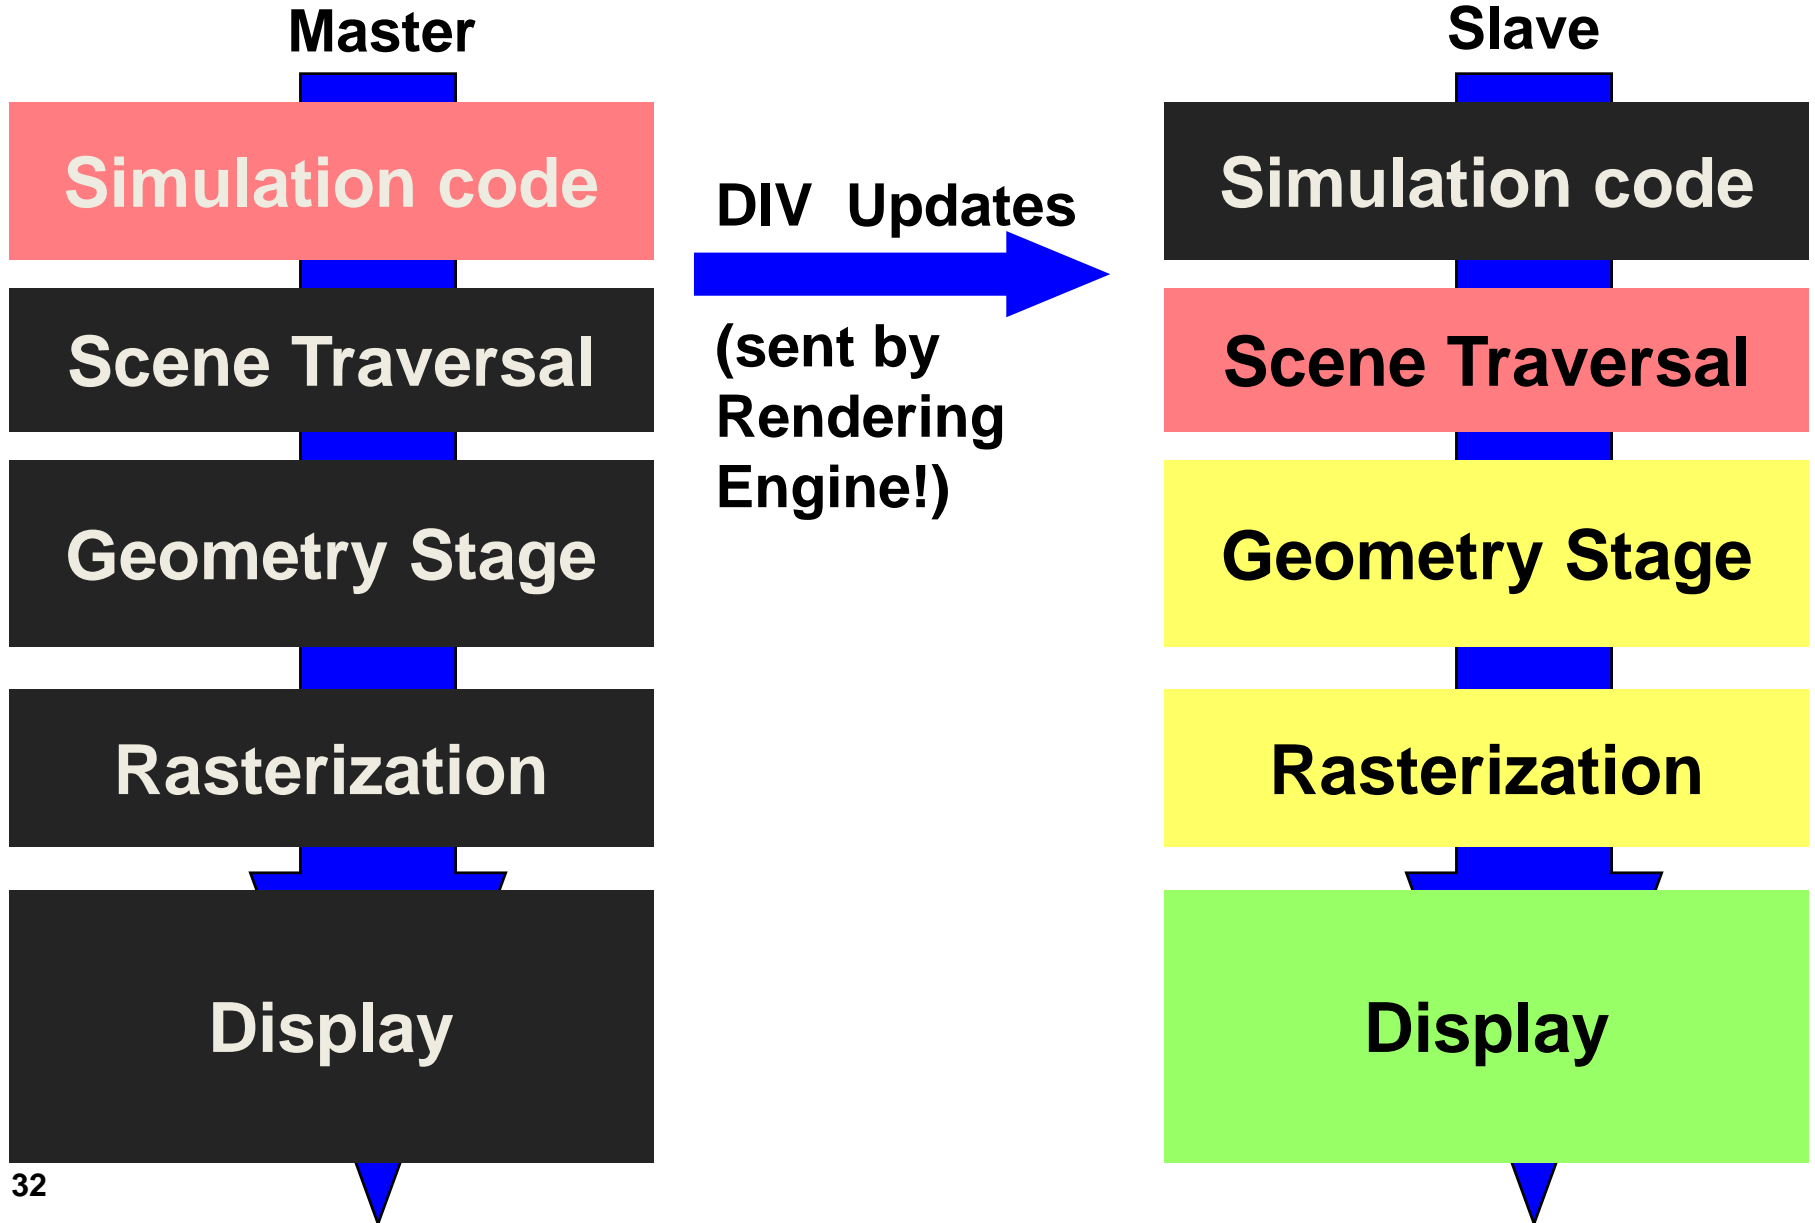 Master
Simulation code
Scene Traversal
Geometry Stage
Rasterization
Display
DIV Updates
(sent by
Rendering
Engine!)
Slave
Simulation code
Scene Traversal
Geometry Stage
Rasterization
Display
32